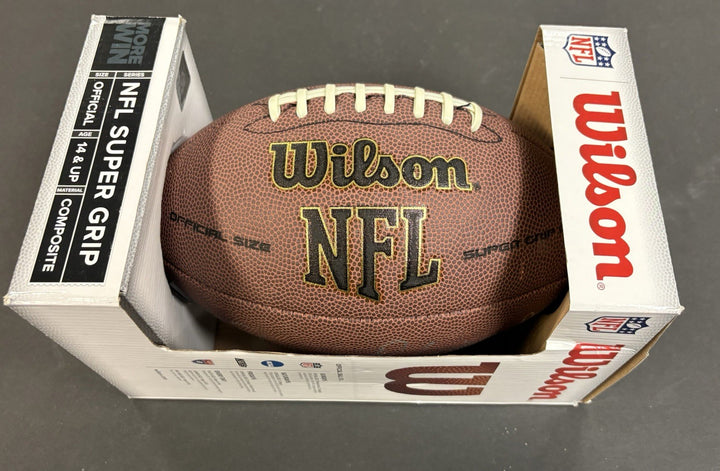 MORE
WIN
SIZE
OFFICIAL
AGE
14 & UP
MATERIAL
COMPOSITE
SERIES
NFL SUPER GRIP
Wilson®
NFL
OFFICIAL SIZE
SUPER GRIP
NFL
Wilson®
NFL
Wilson
W